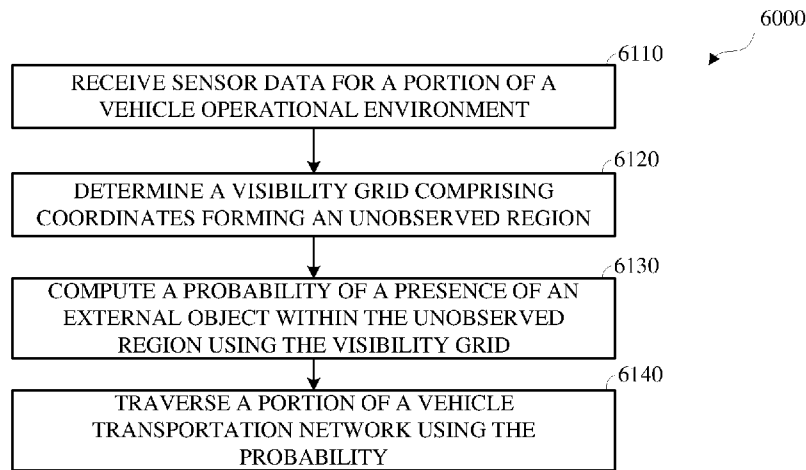 6000
6110
RECEIVE SENSOR DATA FOR A PORTION OF A
VEHICLE OPERATIONAL ENVIRONMENT
6120
DETERMINE A VISIBILITY GRID COMPRISING
COORDINATES FORMING AN UNOBSERVED REGION
6130
COMPUTE A PROBABILITY OF A PRESENCE OF AN
EXTERNAL OBJECT WITHIN THE UNOBSERVED
REGION USING THE VISIBILITY GRID
6140
TRAVERSE A PORTION OF A VEHICLE
TRANSPORTATION NETWORK USING THE
PROBABILITY